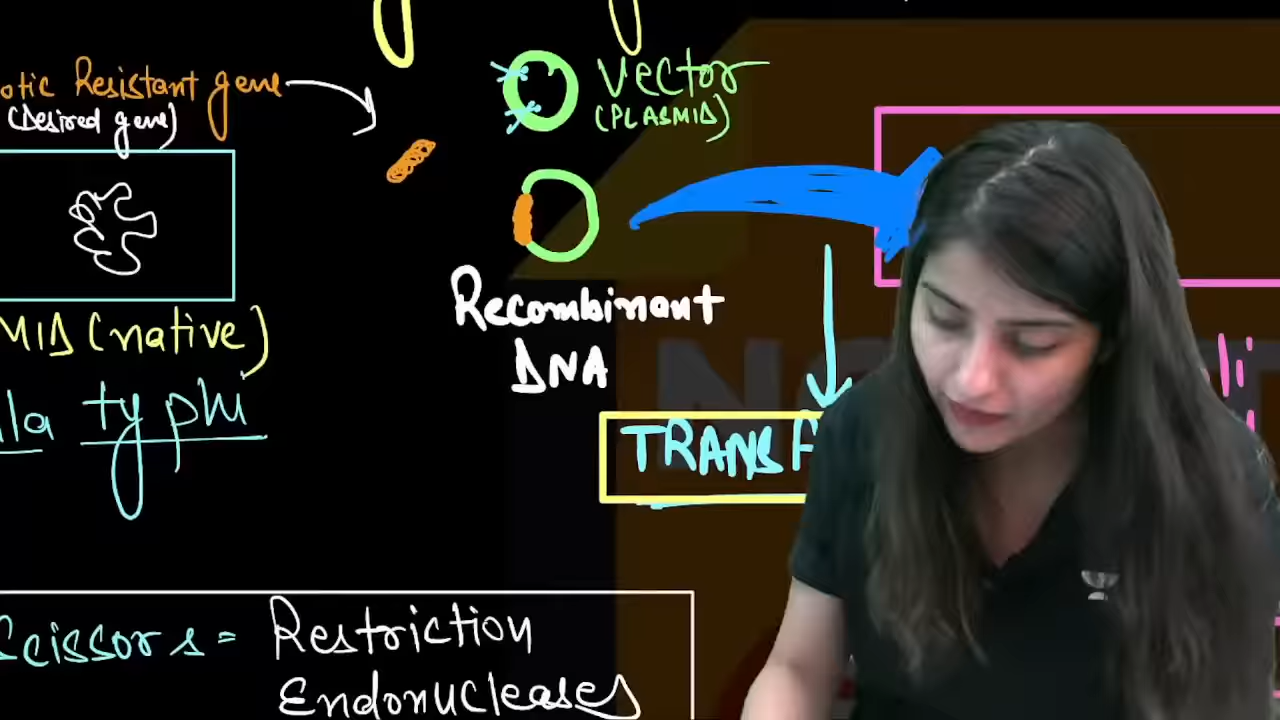 otic Resistant gene
(Desired gene)
Vector
(PLASMID)
Recombinant
DNA
MID (native)
lla typhi
TRANSF
Scissors = Restriction
Endonucleases